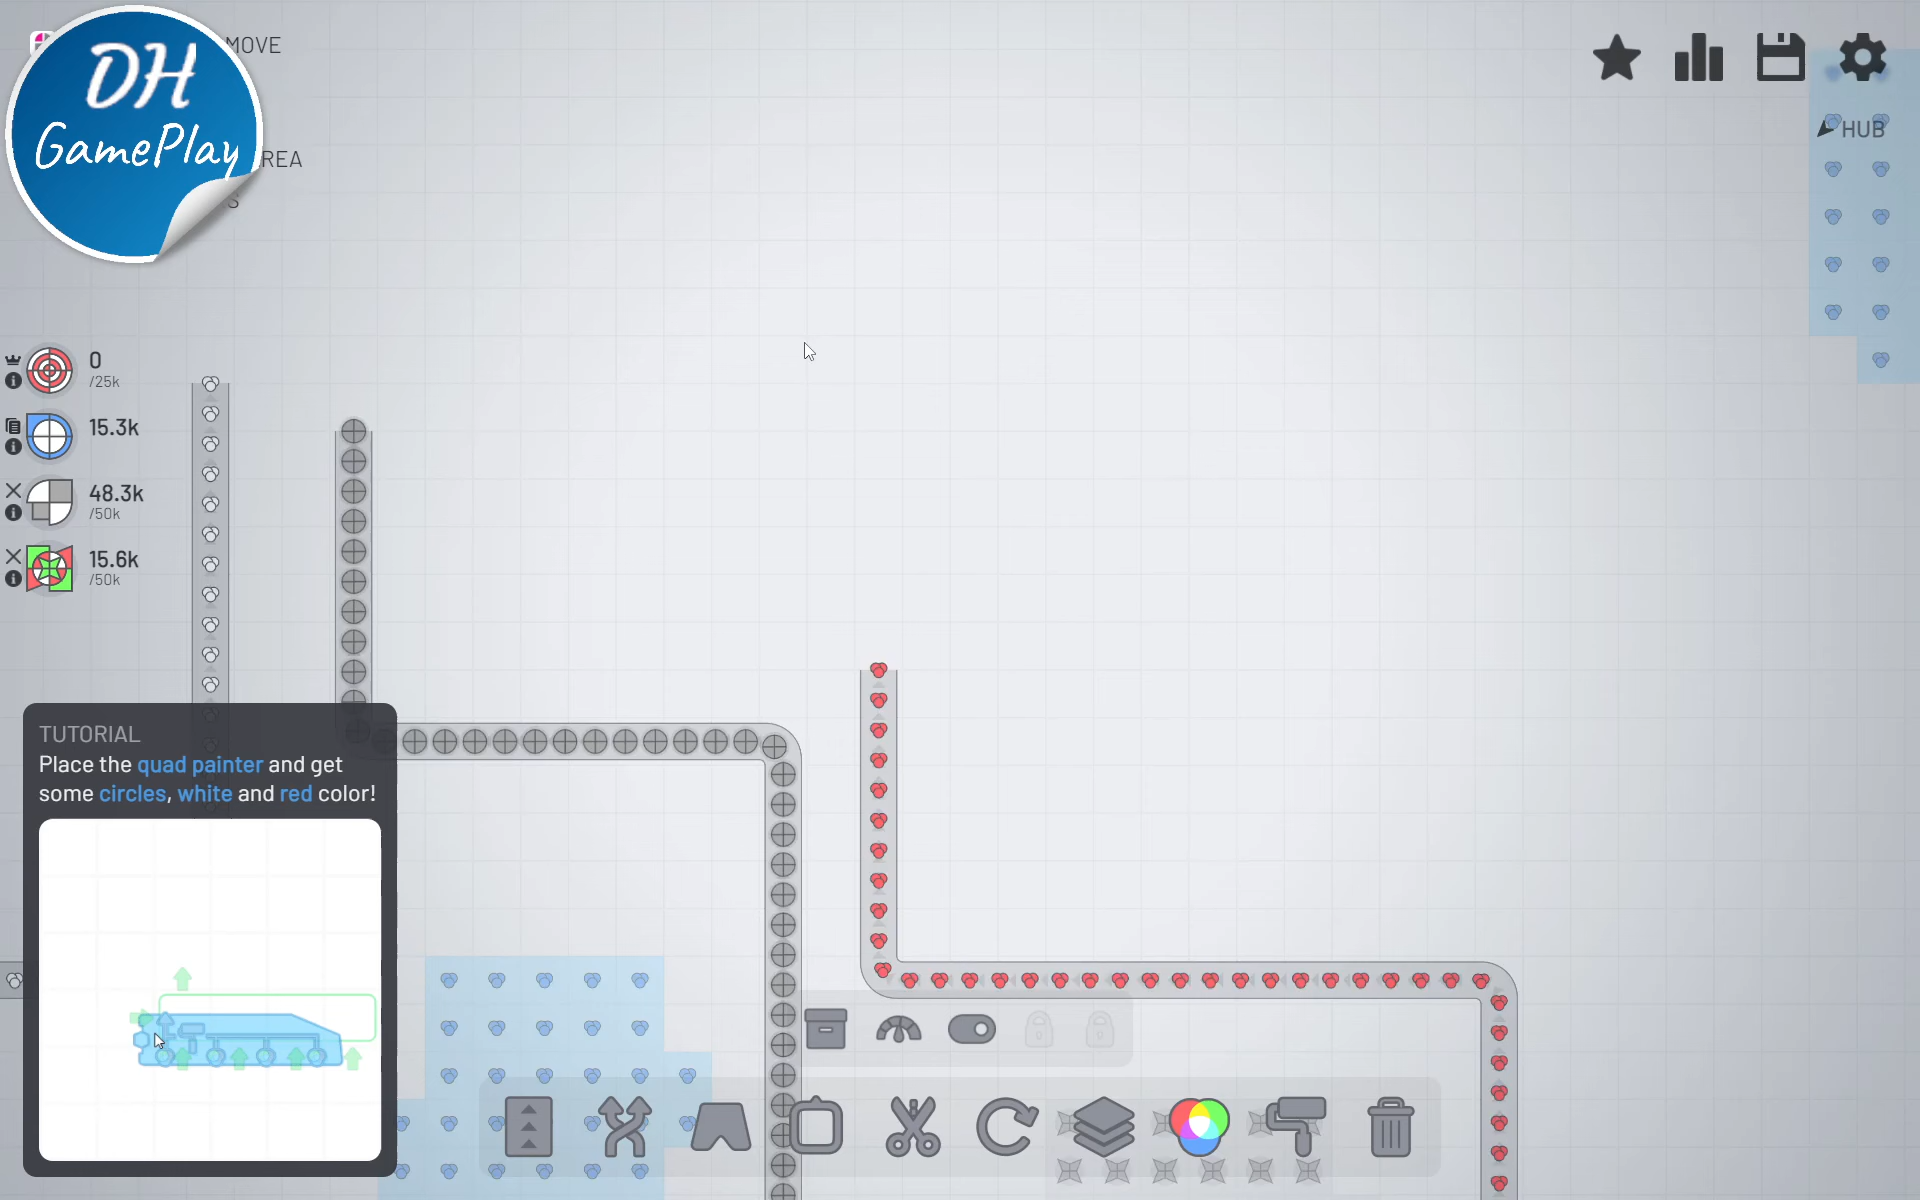 MOVE
DH
GamePlay
REA
S
HUB
0
/25k
15.3k
48.3k
/50k
15.6k
/50k
TUTORIAL
Place the quad painter and get
some circles, white and red color!